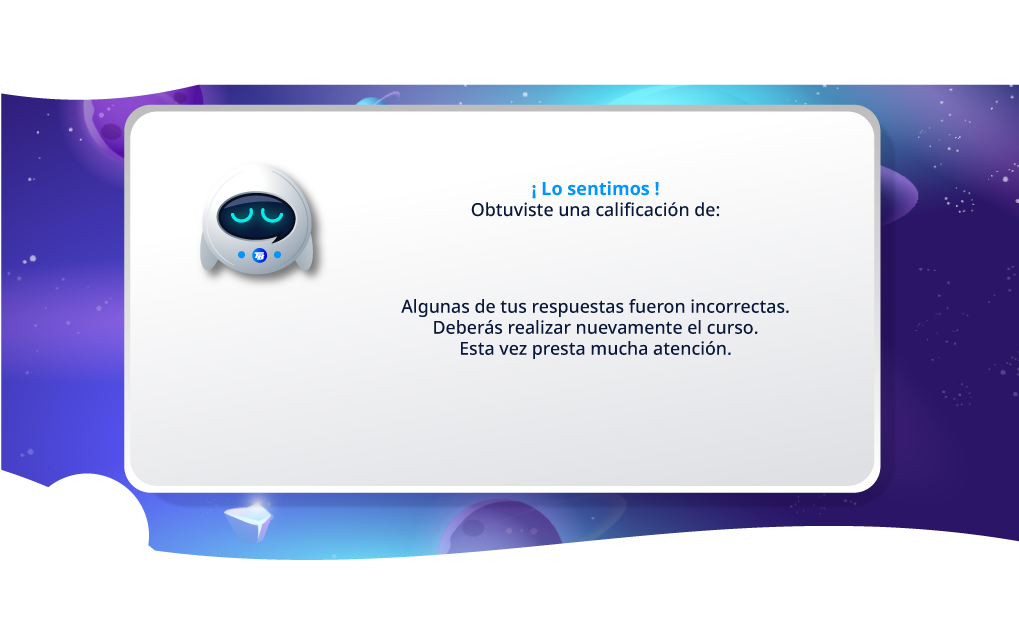 ¡ Lo sentimos !
Obtuviste una calificación de:
Algunas de tus respuestas fueron incorrectas.
Deberás realizar nuevamente el curso.
Esta vez presta mucha atención.